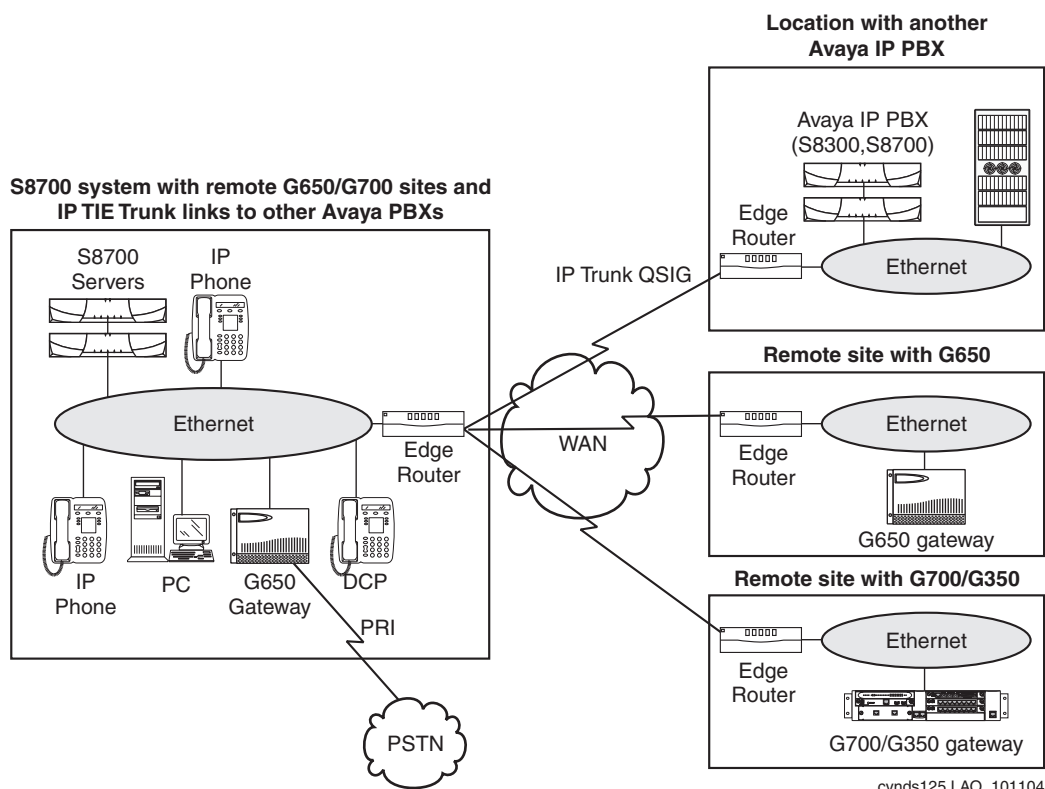 Location with another
Avaya IP PBX
Avaya IP PBX
(S8300,S8700)
Edge
Router
Ethernet
S8700 system with remote G650/G700 sites and
IP TIE Trunk links to other Avaya PBXs
S8700
Servers
IP
Phone
IP Trunk QSIG
Ethernet
Edge
Router
WAN
IP
Phone
PC
G650
Gateway
DCP
PRI
PSTN
Remote site with G650
Edge
Router
Ethernet
G650 gateway
Remote site with G700/G350
Edge
Router
Ethernet
G700/G350 gateway
cynds125 LAO 101104